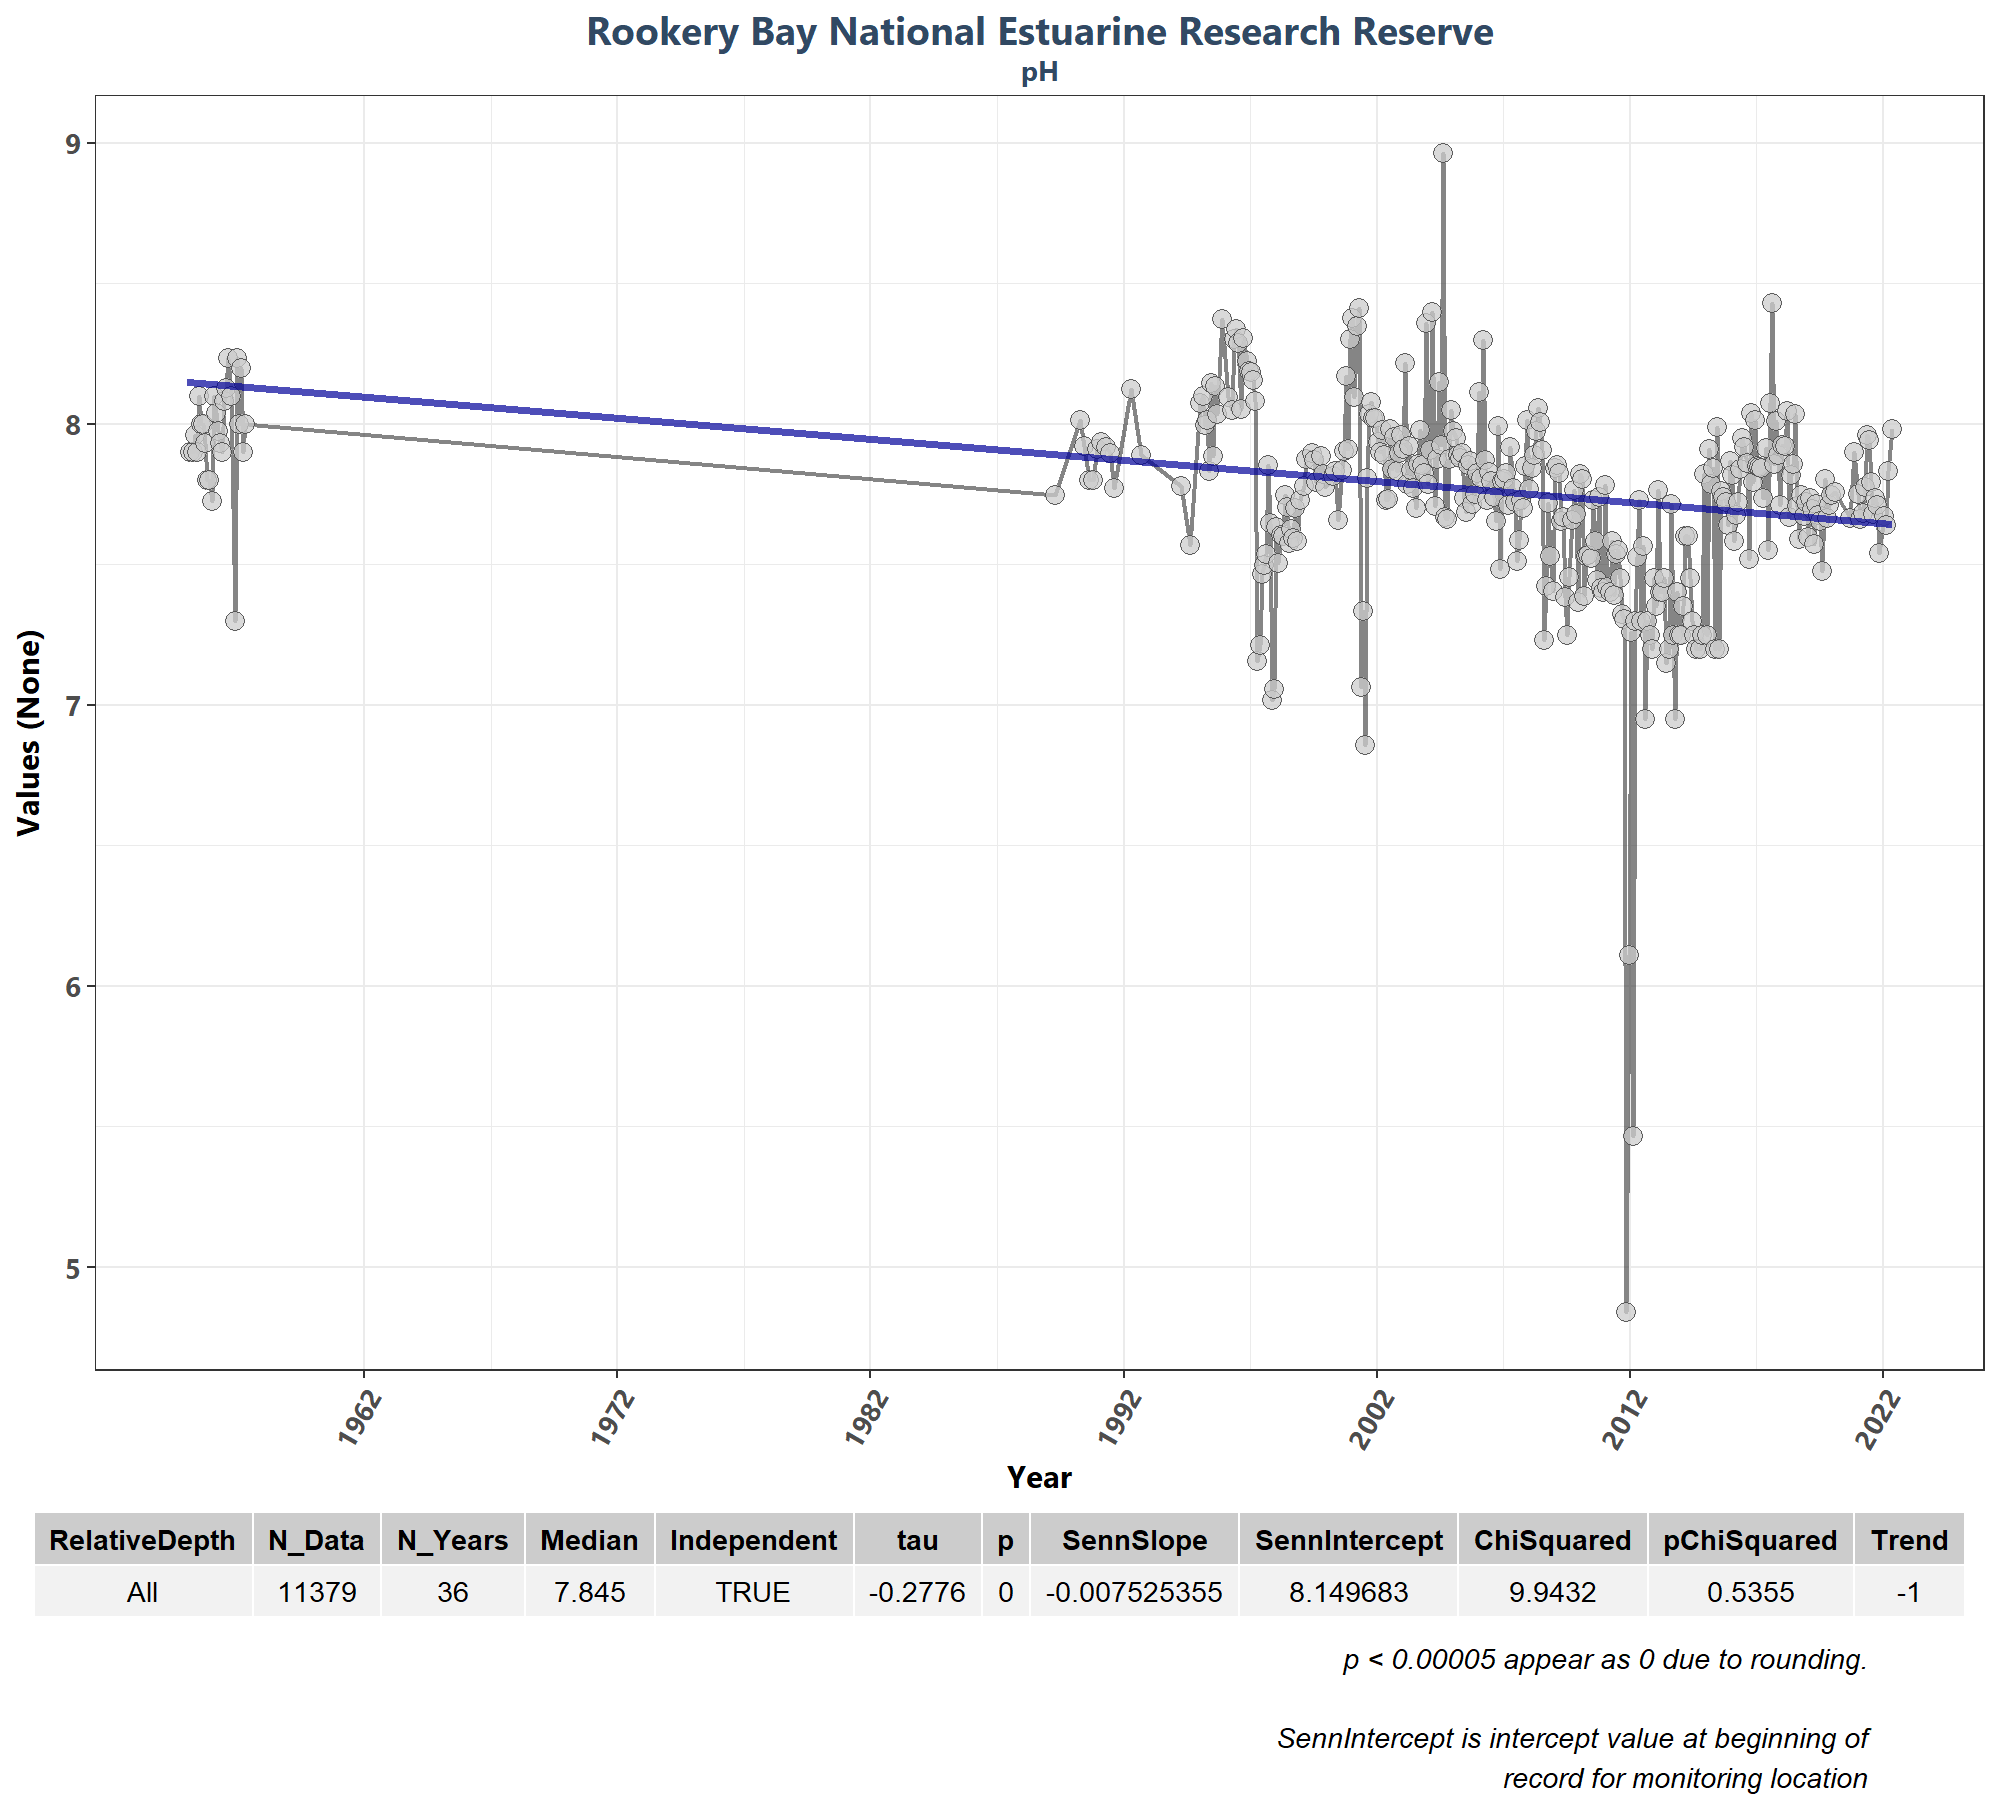 Rookery Bay National Estuarine Research Reserve
pH
9
8
7
6
5
Values (None)
1962
1972
1982
1992
2002
2012
2022
Year
RelativeDepth N_Data N_Years Median Independent tau p SennSlope SennIntercept ChiSquared pChiSquared Trend
All 11379 36 7.845 TRUE -0.2776 0 -0.007525355 8.149683 9.9432 0.5355 -1
p < 0.00005 appear as 0 due to rounding.
SennIntercept is intercept value at beginning of
record for monitoring location